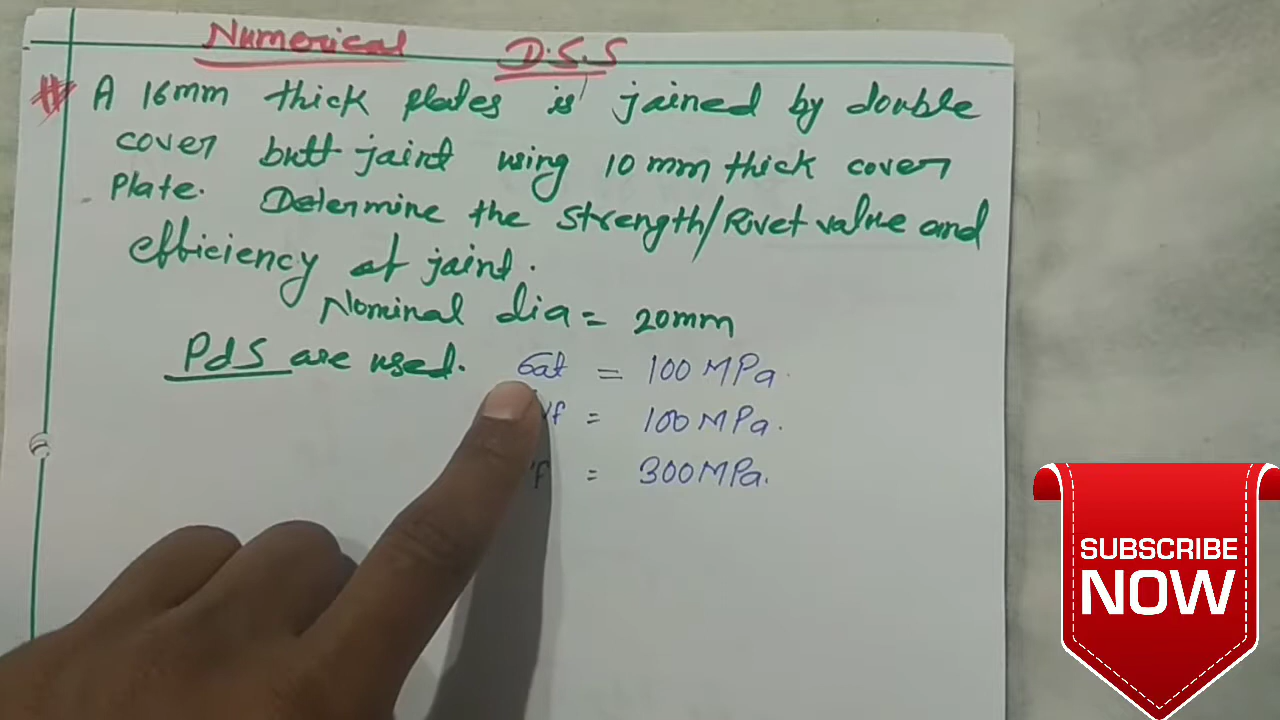 Numerical D.S.S
# A 16mm thick plates is jained by double
cover butt jaint using 10 mm thick cover
Plate. Determine the strength/Rivet value and
efficiency of jaint.
Nominal dia = 20mm
PdS are used. σat = 100 MPa.
= 100 MPa.
= 300 MPa.
SUBSCRIBE
NOW